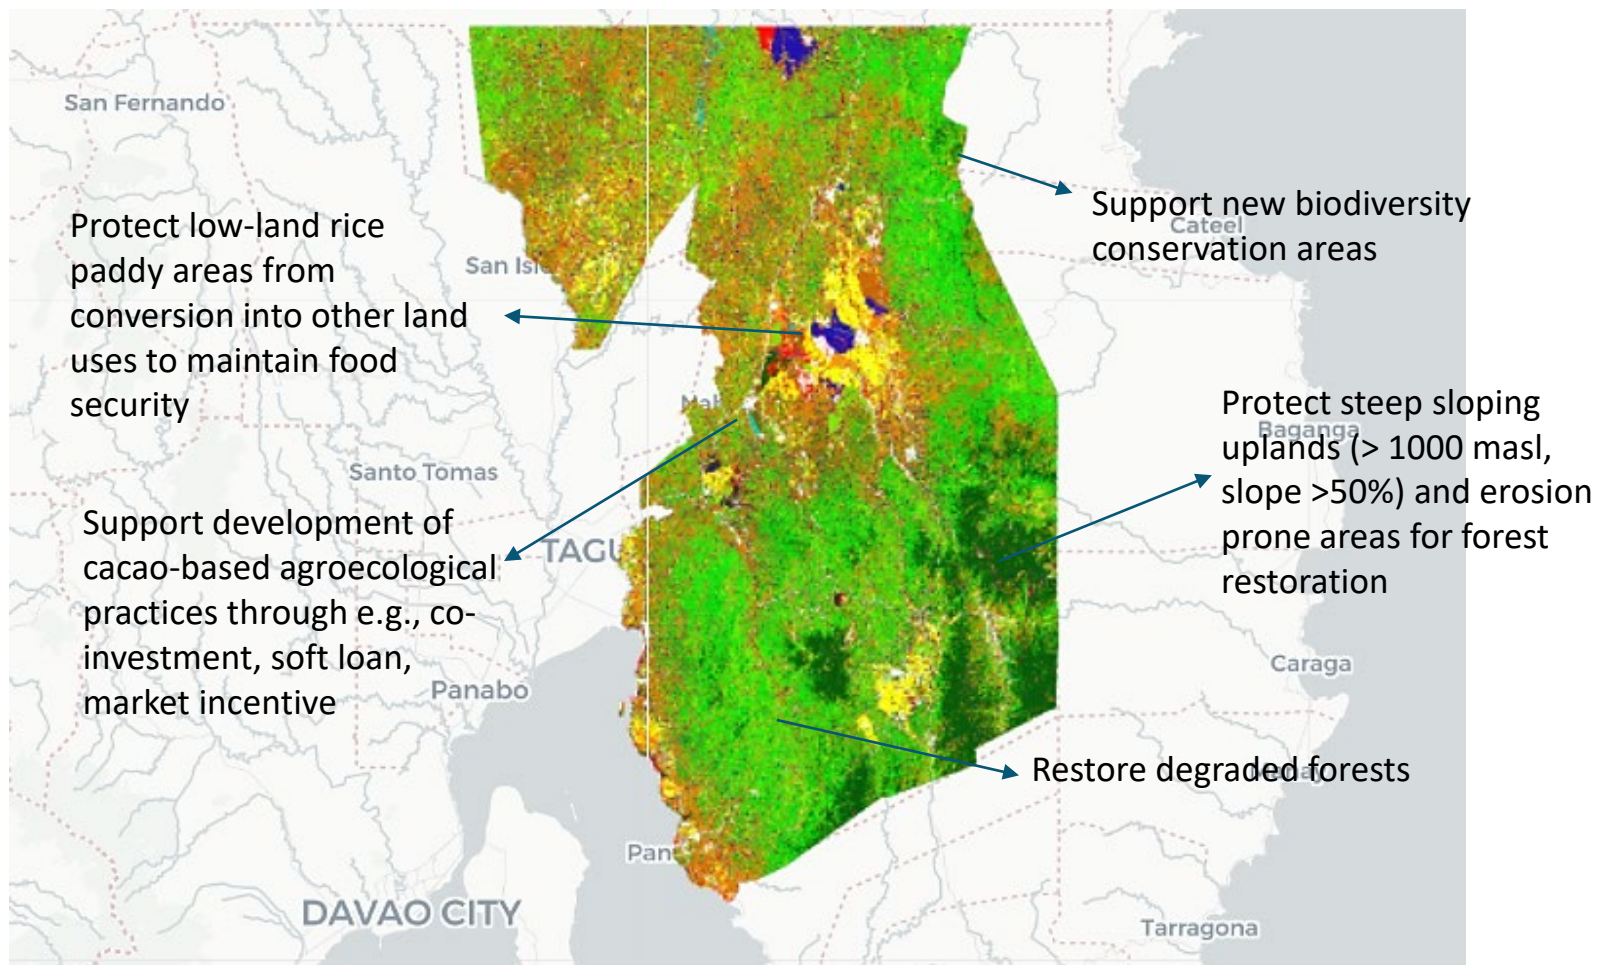 San Fernando
Support new biodiversity
conservation areas
Cateel
Protect low-land rice
paddy areas from
conversion into other land
uses to maintain food
security
San Isi
Protect steep sloping
uplands (> 1000 masl,
slope >50%) and erosion
prone areas for forest
restoration
Baganga
Nab
Santo Tomas
Support development of
cacao-based agroecological
practices through e.g., co-
investment, soft loan,
market incentive
TAGU
Panabo
Caraga
Restore degraded forests
Manay
Pan
DAVAO CITY
Tarragona